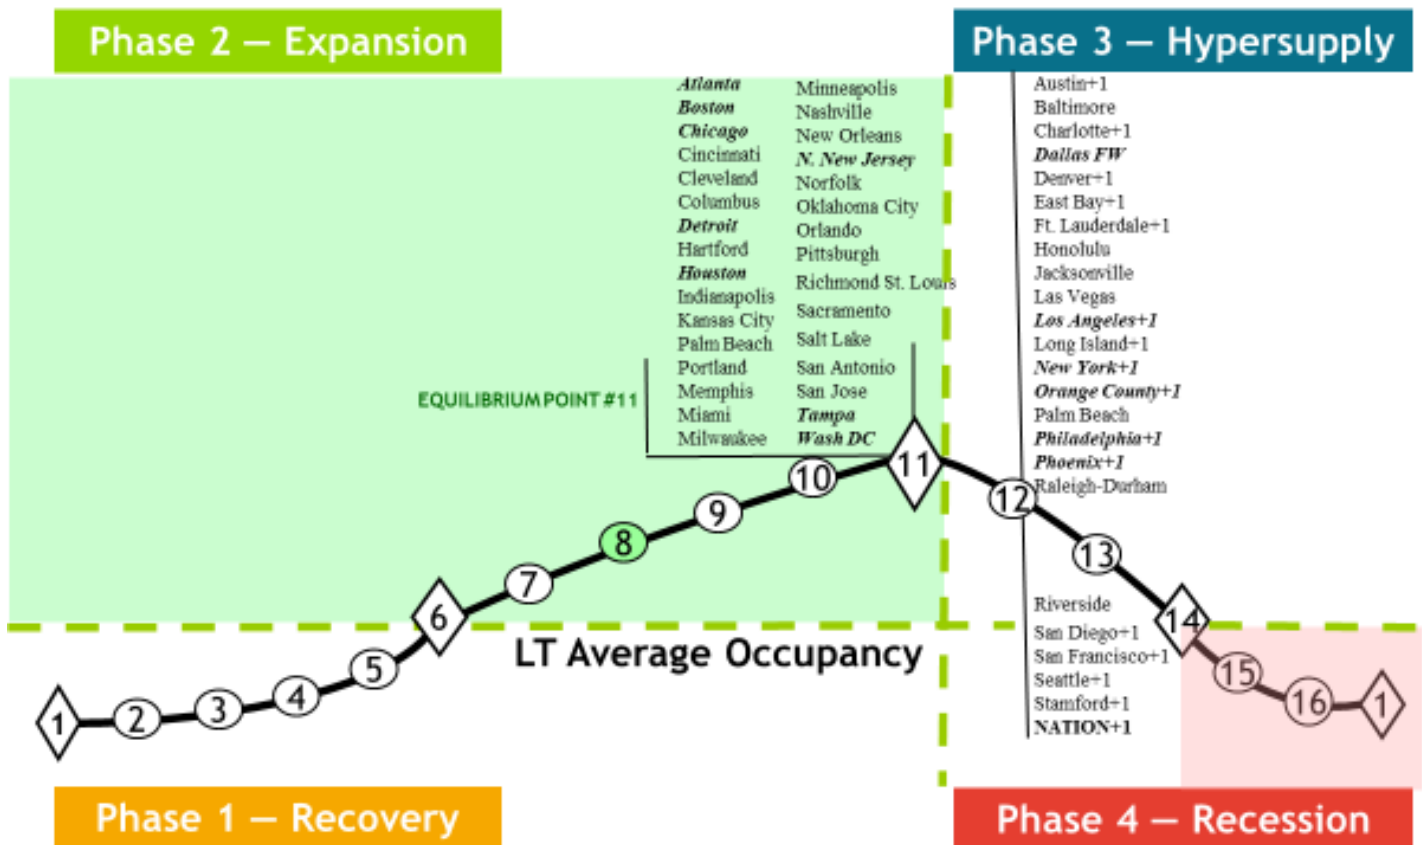 Phase 2 — Expansion
Phase 3 — Hypersupply
Atlanta
Boston
Chicago
Cincinnati
Cleveland
Columbus
Detroit
Hartford
Houston
Indianapolis
Kansas City
Palm Beach
Portland
Memphis
Miami
Milwaukee
Minneapolis
Nashville
New Orleans
N. New Jersey
Norfolk
Oklahoma City
Orlando
Pittsburgh
Richmond St. Louis
Sacramento
Salt Lake
San Antonio
San Jose
Tampa
Wash DC
Austin+1
Baltimore
Charlotte+1
Dallas FW
Denver+1
East Bay+1
Ft. Lauderdale+1
Honolulu
Jacksonville
Las Vegas
Los Angeles+1
Long Island+1
New York+1
Orange County+1
Palm Beach
Philadelphia+1
Phoenix+1
Raleigh-Durham
Riverside
San Diego+1
San Francisco+1
Seattle+1
Stamford+1
NATION+1
EQUILIBRIUM POINT #11
1
2
3
4
5
6
7
8
9
10
11
12
13
14
15
16
1
LT Average Occupancy
Phase 1 — Recovery
Phase 4 — Recession